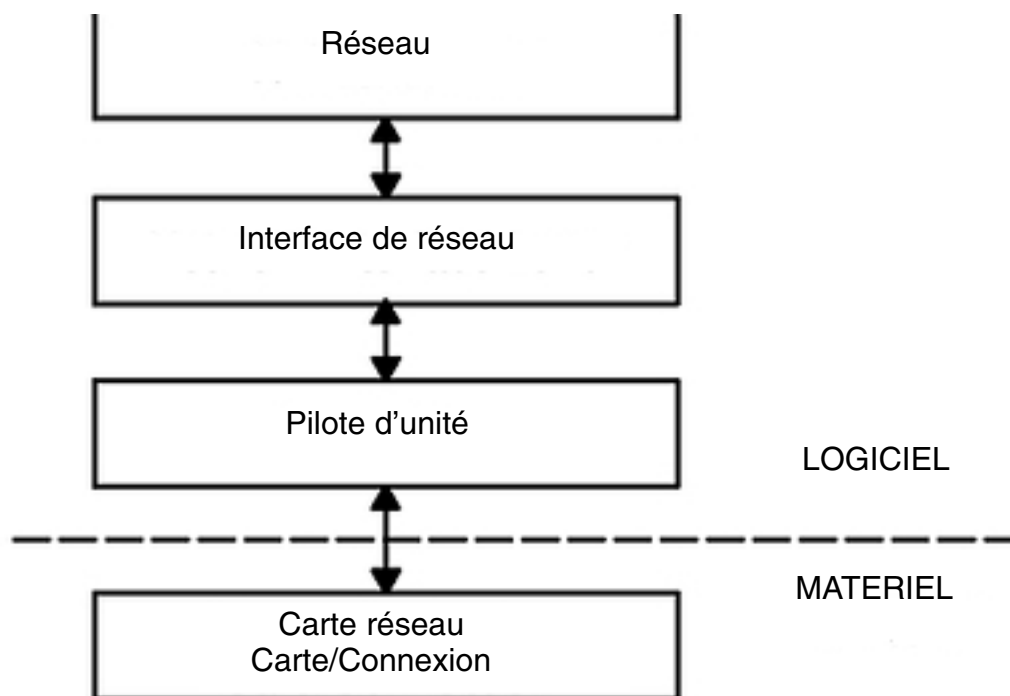 Réseau
Interface de réseau
Pilote d’unité
LOGICIEL
MATERIEL
Carte réseau
Carte/Connexion